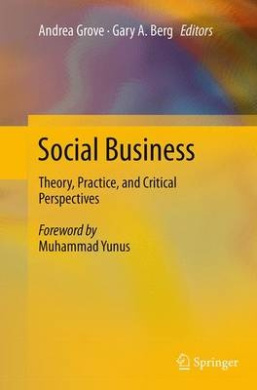 Andrea Grove · Gary A. Berg Editors
Social Business
Theory, Practice, and Critical
Perspectives
Foreword by
Muhammad Yunus
Springer